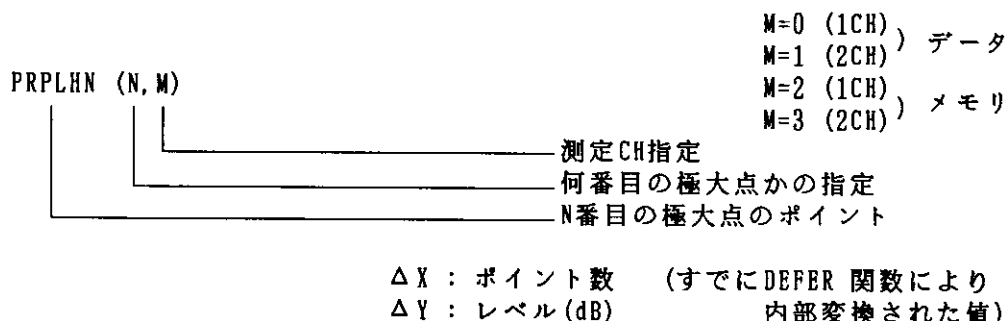 M=0 (1CH)
M=1 (2CH) ) データ
PRPLHN (N,M)
M=2 (1CH)
M=3 (2CH) ) メモリ
測定CH指定
何番目の極大点かの指定
N番目の極大点のポイント
ΔX : ポイント数 (すでにDEFER 関数により
ΔY : レベル(dB) 内部変換された値)